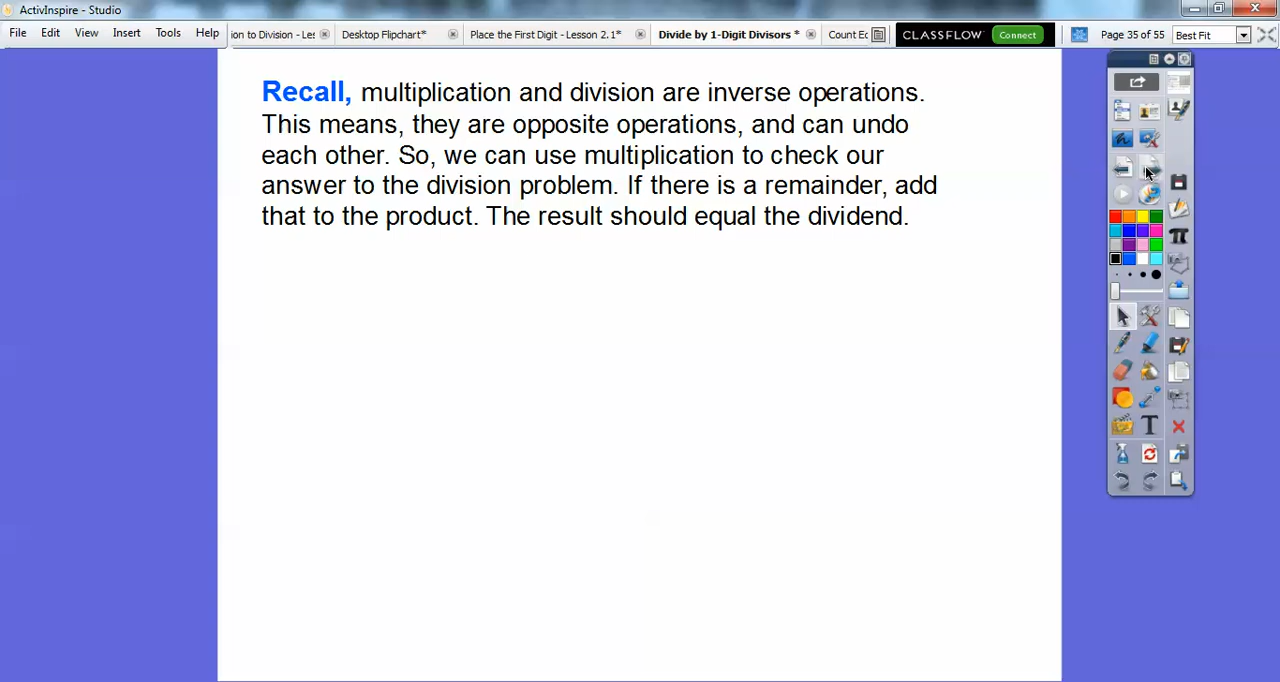 ActivInspire - Studio
File Edit View Insert Tools Help
ion to Division - Les Desktop Flipchart* Place the First Digit - Lesson 2.1* Divide by 1-Digit Divisors * Count Ec CLASSFLOW Connect Page 35 of 55 Best Fit
Recall, multiplication and division are inverse operations.
This means, they are opposite operations, and can undo
each other. So, we can use multiplication to check our
answer to the division problem. If there is a remainder, add
that to the product. The result should equal the dividend.